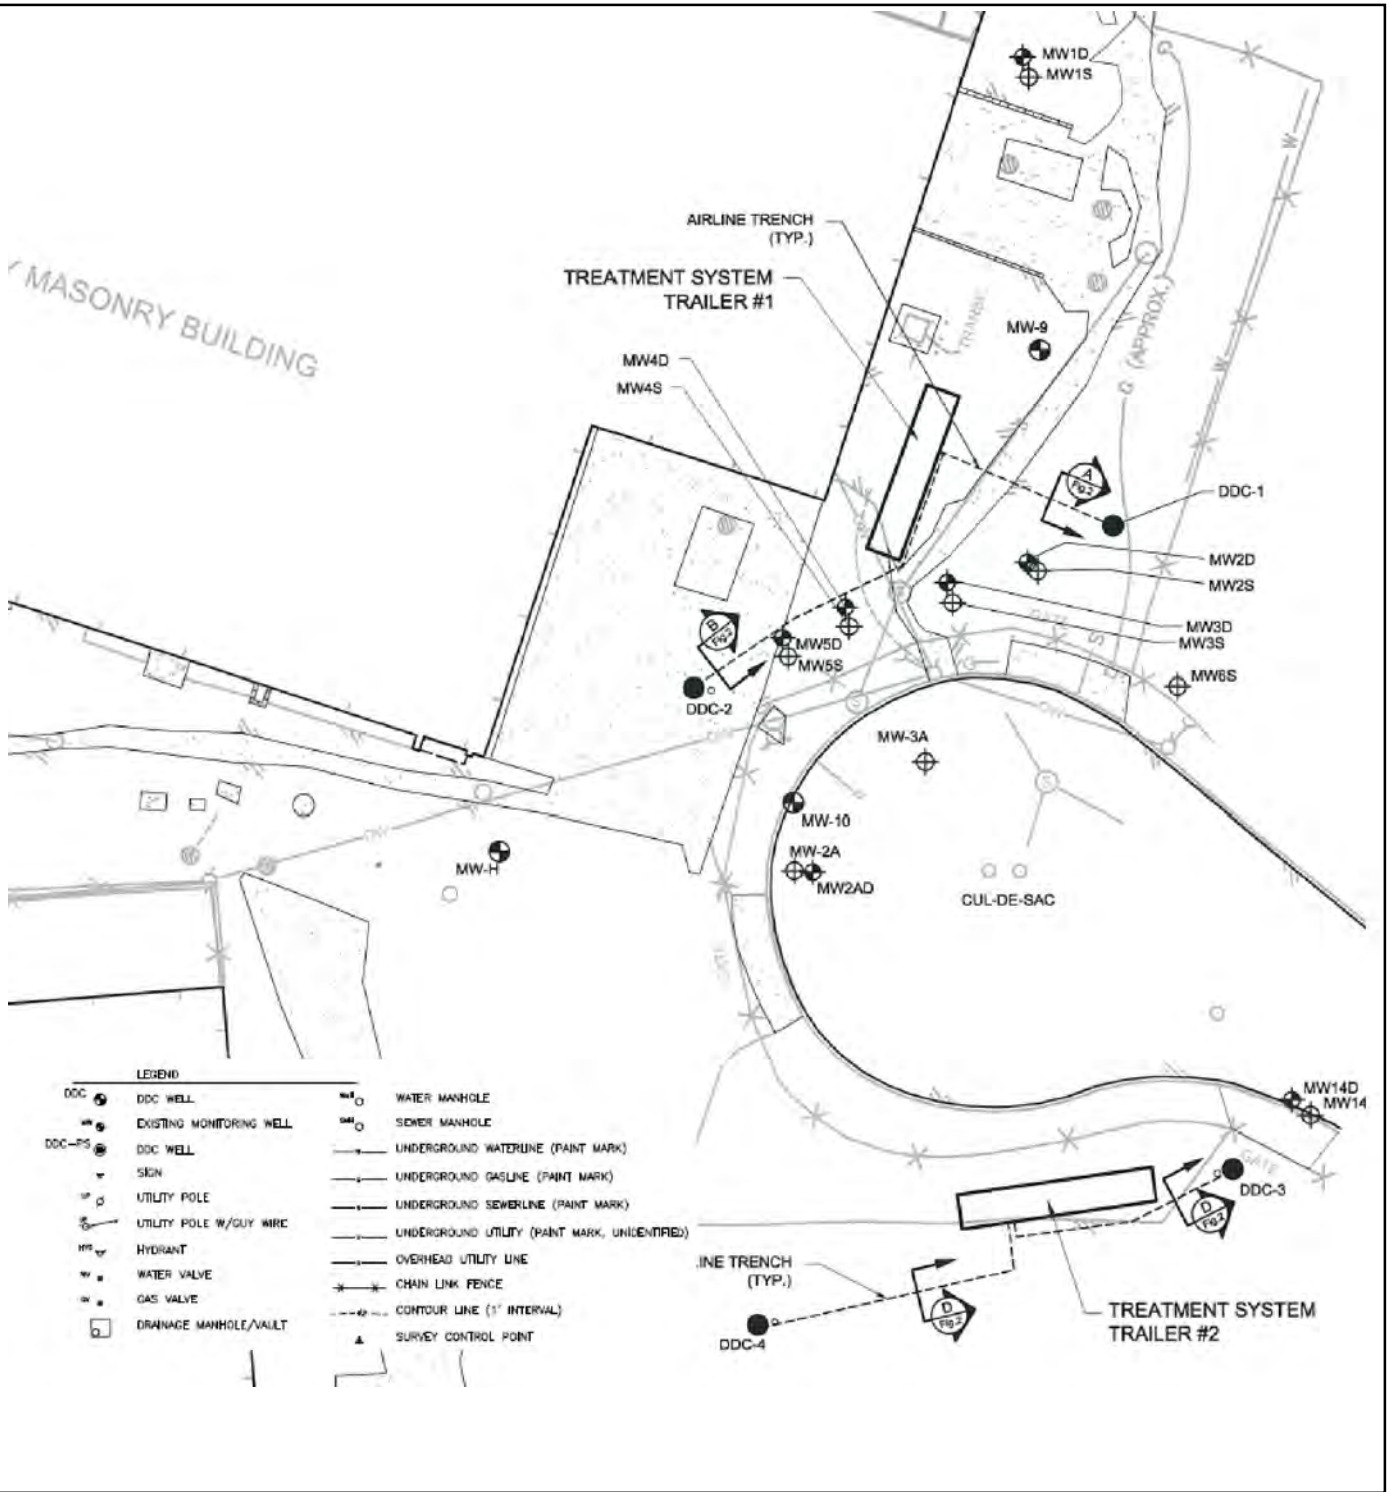 MW1D
MW1S
G
W
AIRLINE TRENCH
(TYP.)
TREATMENT SYSTEM
TRAILER #1
MASONRY BUILDING
MW-9
G (APPROX.)
W
W
MW4D
MW4S
A
Fig.2
DDC-1
MW2D
MW2S
MW3D
MW3S
B
Fig.2
MW5D
MW5S
DDC-2
GATE
S
MW6S
MW-3A
S
MW-10
MW-2A
MW2AD
MW-H
CUL-DE-SAC
MW14D
MW14
GATE
DDC-3
D
Fig.2
.INE TRENCH
(TYP.)
D
Fig.2
DDC-4
TREATMENT SYSTEM
TRAILER #2
LEGEND
DDC
DDC WELL
EXISTING MONITORING WELL
DDC-PS
DDC WELL
SIGN
UTILITY POLE
UTILITY POLE W/GUY WIRE
HYD
HYDRANT
WATER VALVE
GAS VALVE
DRAINAGE MANHOLE/VAULT
WATER MANHOLE
SEWER MANHOLE
UNDERGROUND WATERLINE (PAINT MARK)
UNDERGROUND GASLINE (PAINT MARK)
UNDERGROUND SEWERLINE (PAINT MARK)
UNDERGROUND UTILITY (PAINT MARK, UNIDENTIFIED)
OVERHEAD UTILITY LINE
CHAIN LINK FENCE
CONTOUR LINE (1' INTERVAL)
SURVEY CONTROL POINT